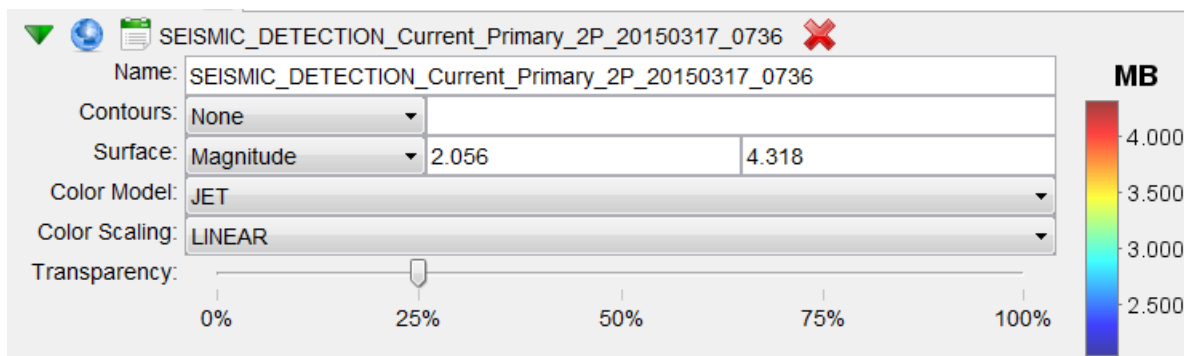 SEISMIC_DETECTION_Current_Primary_2P_20150317_0736
Name: SEISMIC_DETECTION_Current_Primary_2P_20150317_0736
Contours: None
Surface: Magnitude 2.056 4.318
Color Model: JET
Color Scaling: LINEAR
Transparency:
0% 25% 50% 75% 100%
MB
4.000
3.500
3.000
2.500